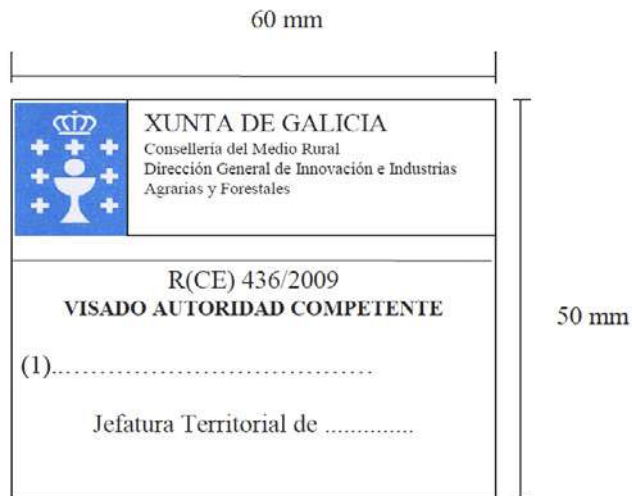 60 mm
XUNTA DE GALICIA
Consellería del Medio Rural
Dirección General de Innovación e Industrias
Agrarias y Forestales
R(CE) 436/2009
VISADO AUTORIDAD COMPETENTE
50 mm
(1)....................................
Jefatura Territorial de ..............